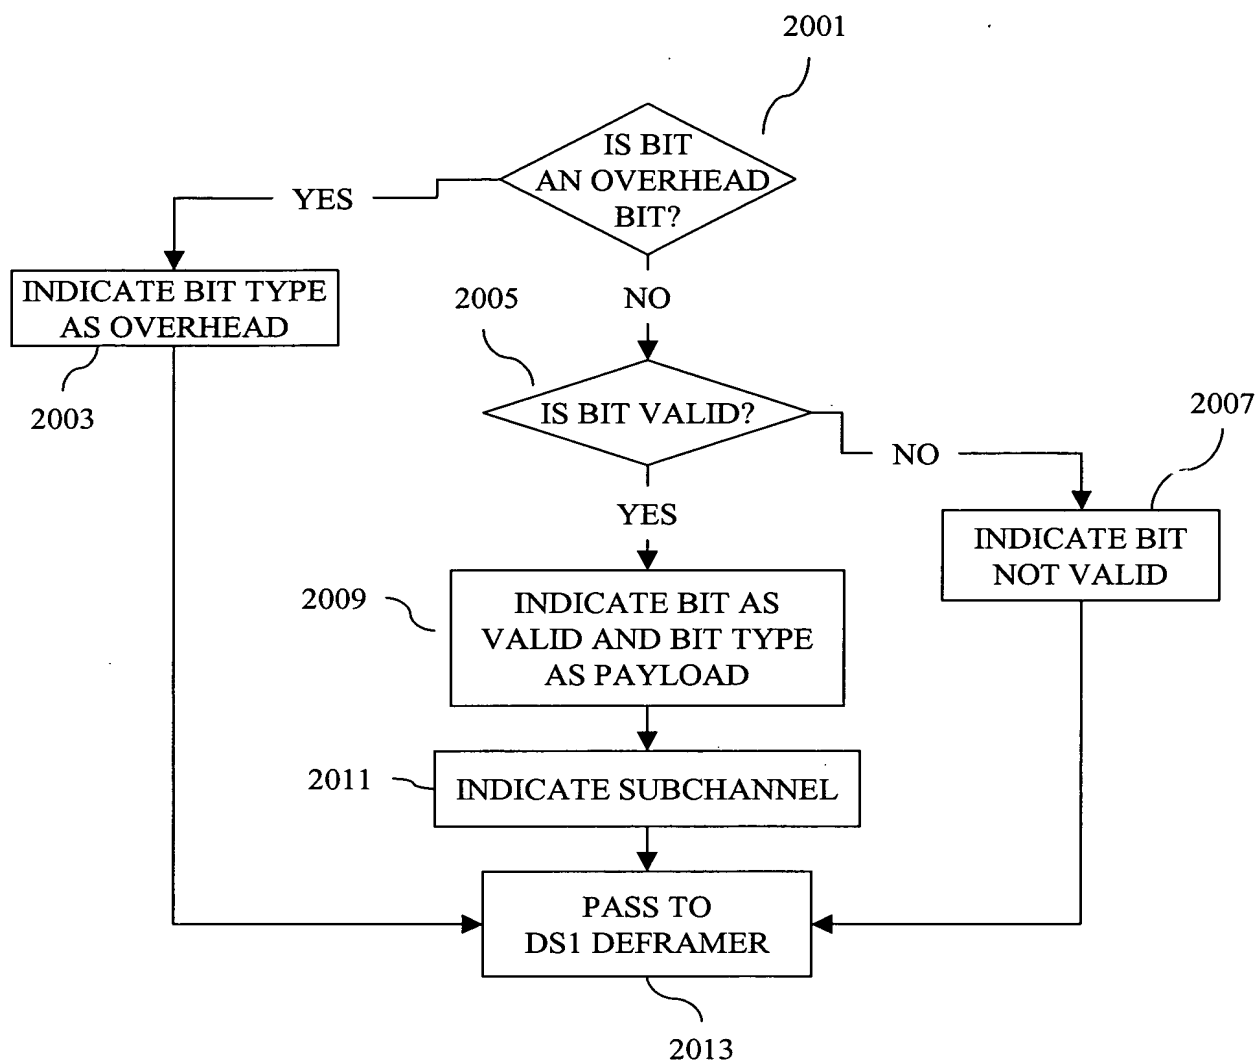 2001
IS BIT
AN OVERHEAD
BIT?
YES
NO
INDICATE BIT TYPE
AS OVERHEAD
2003
2005
IS BIT VALID?
NO
2007
YES
INDICATE BIT
NOT VALID
2009
INDICATE BIT AS
VALID AND BIT TYPE
AS PAYLOAD
2011
INDICATE SUBCHANNEL
PASS TO
DS1 DEFRAMER
2013